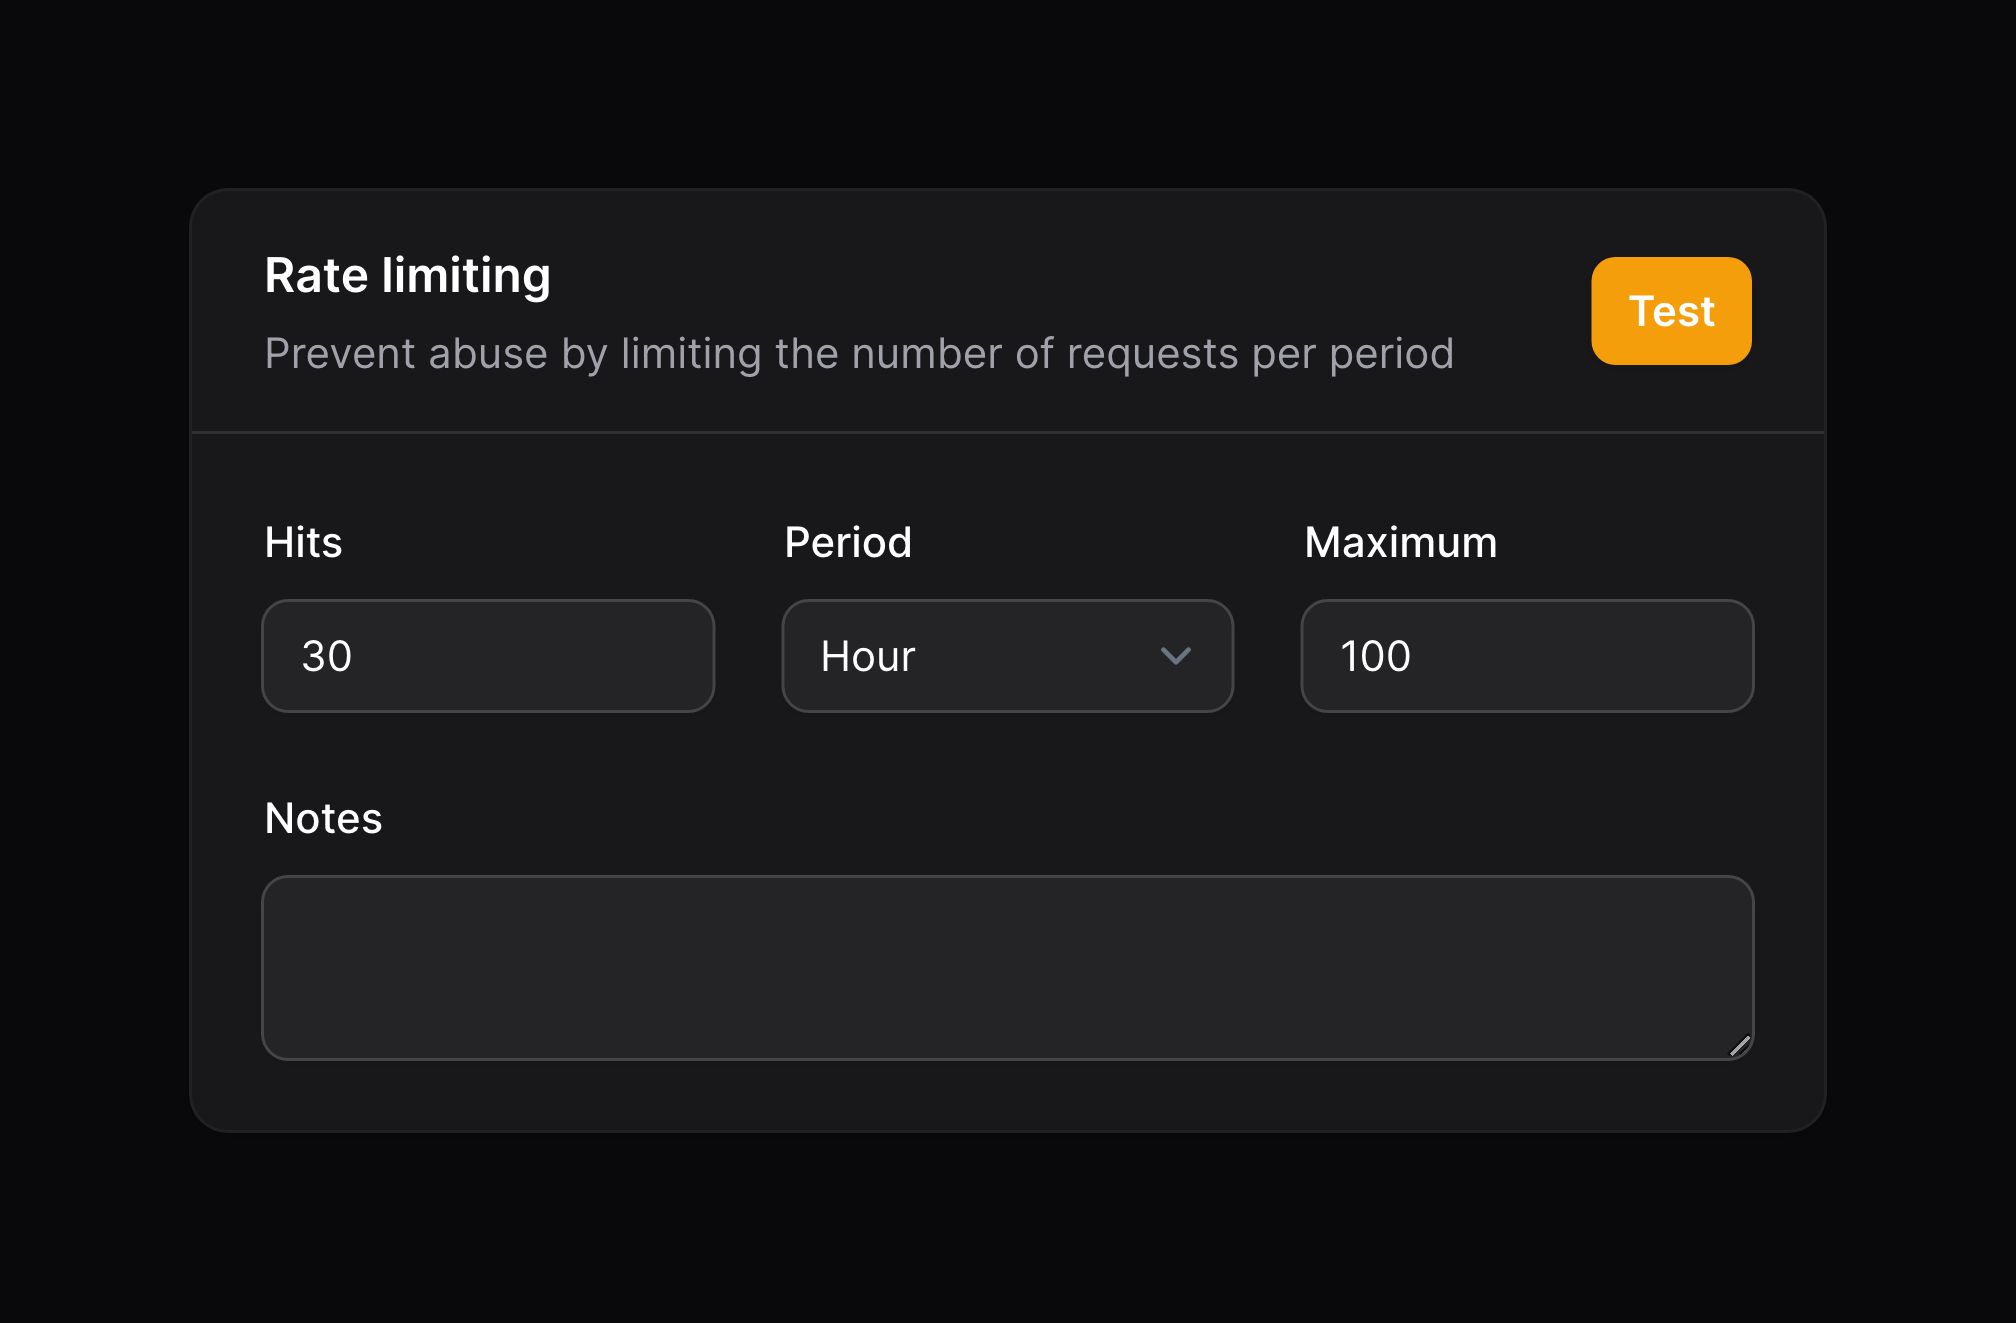 Rate limiting
Prevent abuse by limiting the number of requests per period
Test
Hits
Period
Maximum
30
Hour
100
Notes